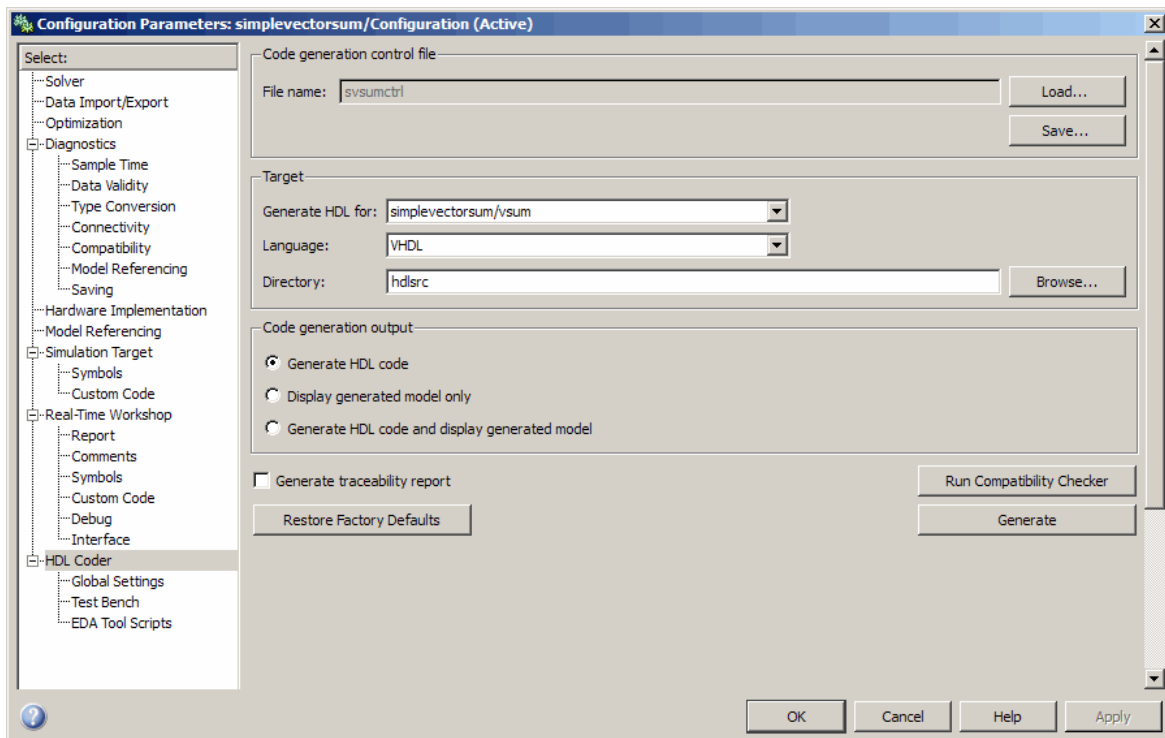 Configuration Parameters: simplevectorsum/Configuration (Active)
Select:
Solver
Data Import/Export
Optimization
Diagnostics
Sample Time
Data Validity
Type Conversion
Connectivity
Compatibility
Model Referencing
Saving
Hardware Implementation
Model Referencing
Simulation Target
Symbols
Custom Code
Real-Time Workshop
Report
Comments
Symbols
Custom Code
Debug
Interface
HDL Coder
Global Settings
Test Bench
EDA Tool Scripts
Code generation control file
File name: svsumctrl Load...
Save...
Target
Generate HDL for: simplevectorsum/vsum
Language: VHDL
Directory: hdlsrc Browse...
Code generation output
Generate HDL code
Display generated model only
Generate HDL code and display generated model
Generate traceability report Run Compatibility Checker
Restore Factory Defaults Generate
? OK Cancel Help Apply